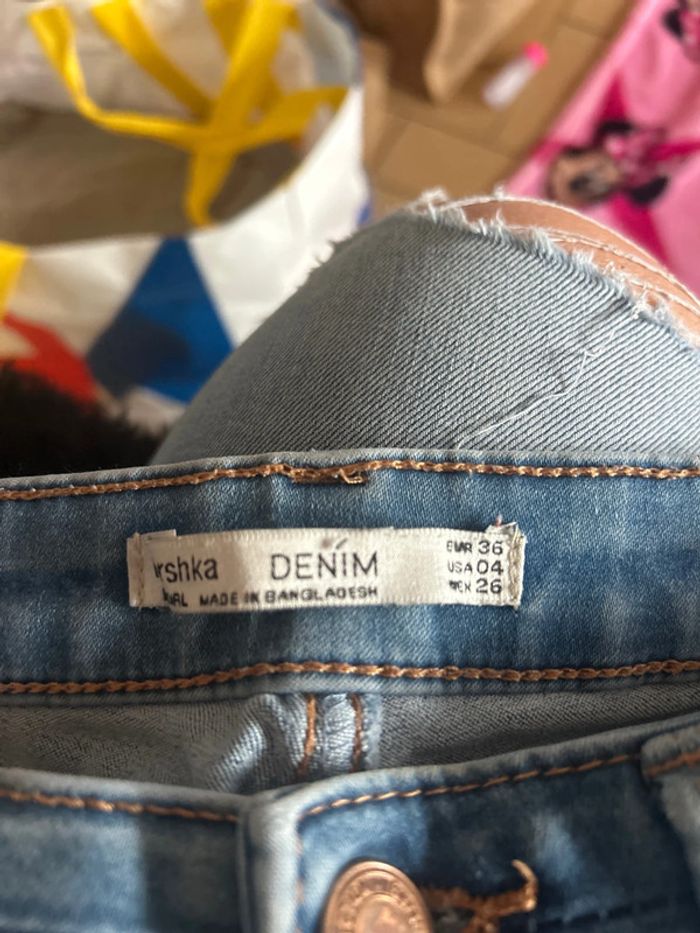 rshka DENIM
MADE IN BANGLADESH
EUR 36
USA 04
MEX 26